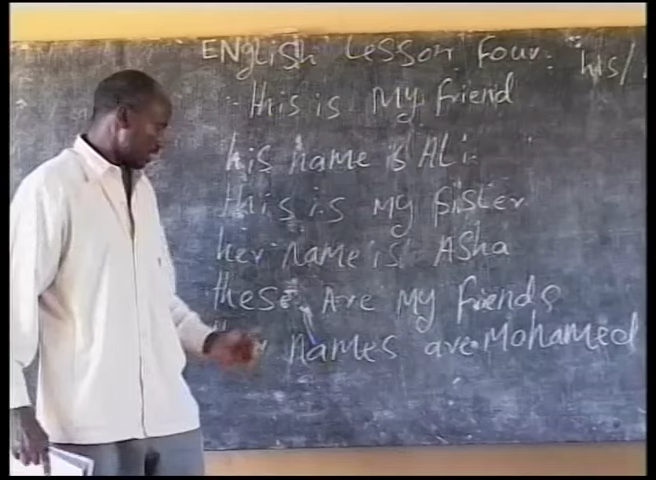 ENglish Lesson Four: his/
this is My friend
his name is Ali
this is My Sister
her name is Asha
these Are My friends
names are Mohamed